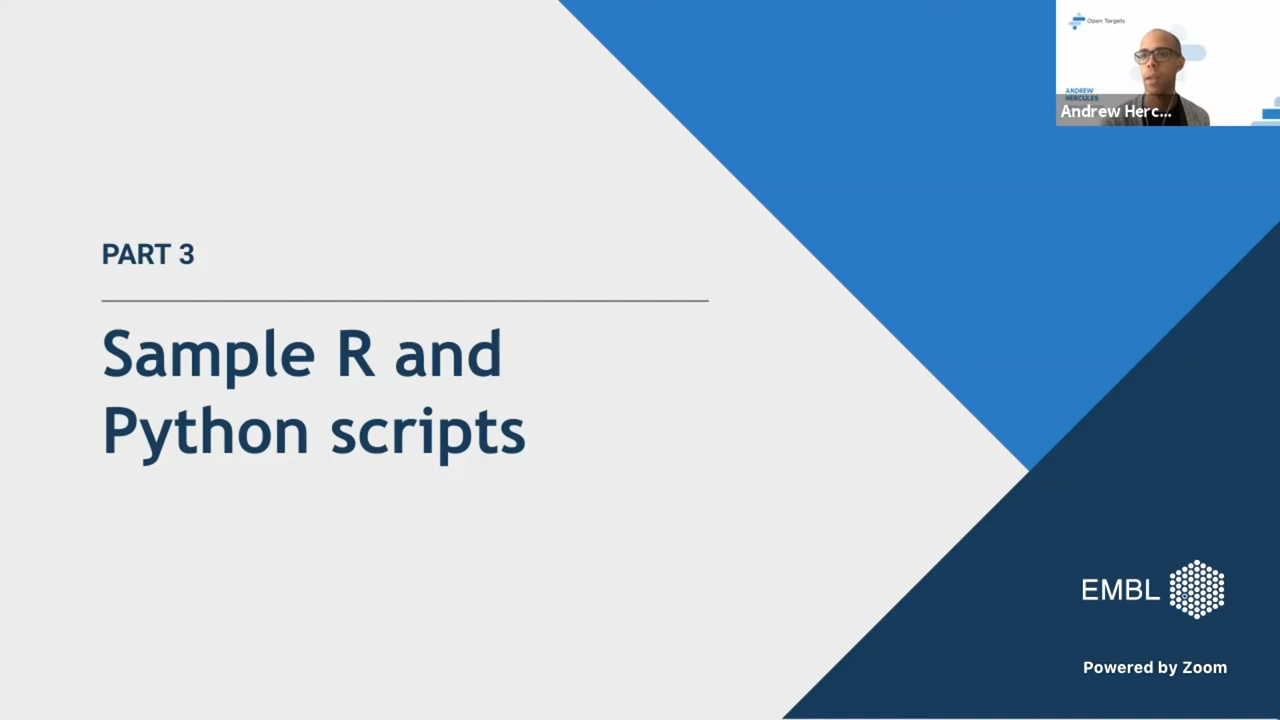 Open Targets
ANDREW
HERCULES
Andrew Herc...
PART 3
Sample R and
Python scripts
EMBL
Powered by Zoom